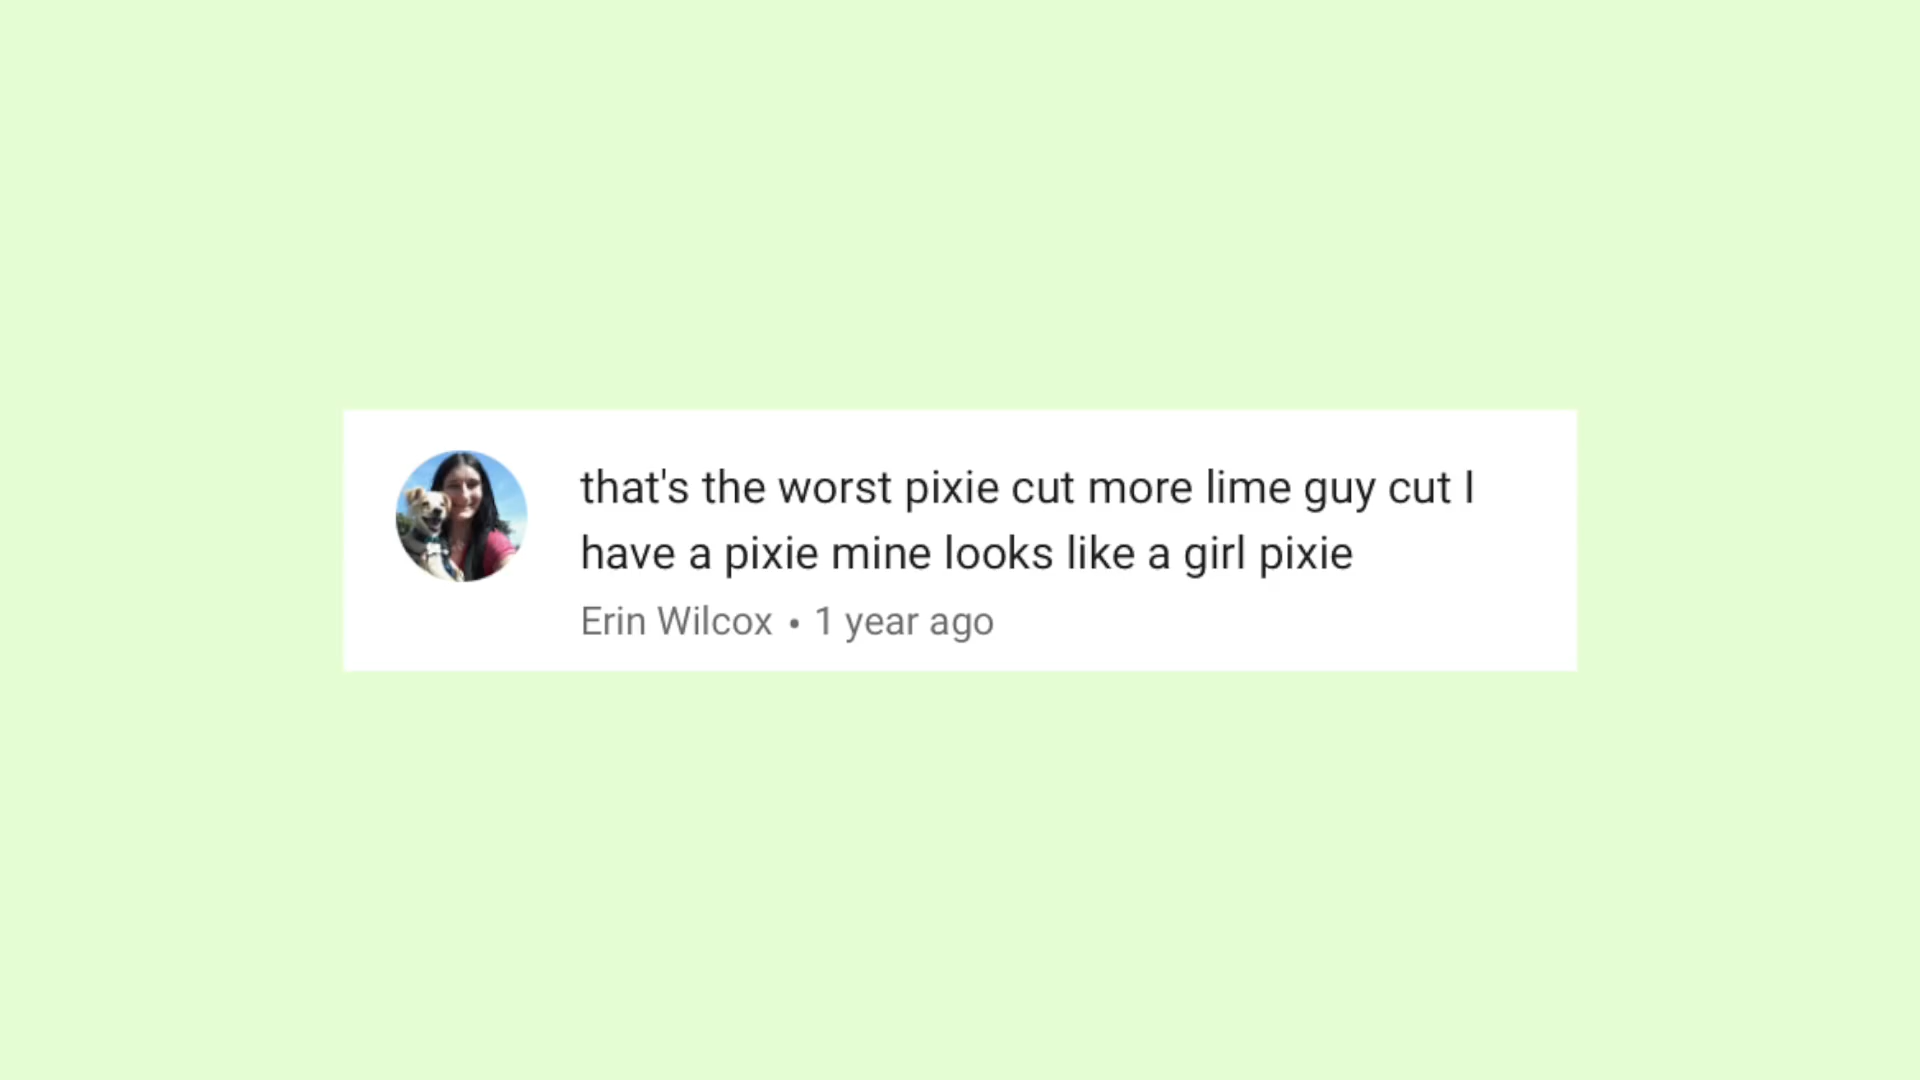 that's the worst pixie cut more lime guy cut I
have a pixie mine looks like a girl pixie
Erin Wilcox • 1 year ago